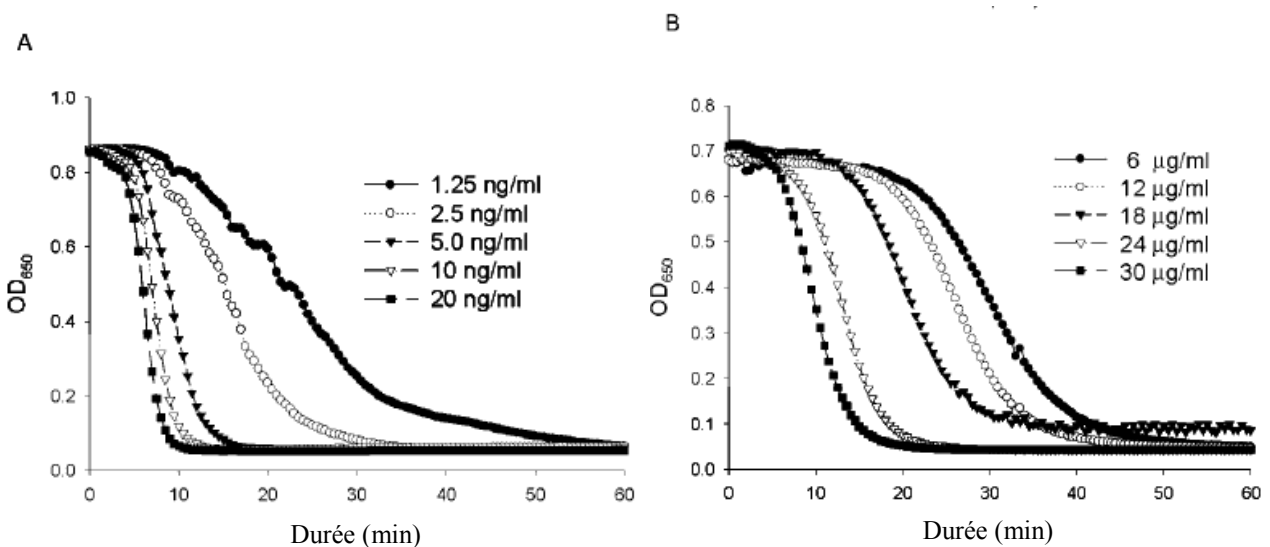 A
OD650
1.0
0.8
0.6
0.4
0.2
0.0
1.25 ng/ml
2.5 ng/ml
5.0 ng/ml
10 ng/ml
20 ng/ml
0 10 20 30 40 50 60
Durée (min)
B
OD650
0.8
0.7
0.6
0.5
0.4
0.3
0.2
0.1
0.0
6 µg/ml
12 µg/ml
18 µg/ml
24 µg/ml
30 µg/ml
0 10 20 30 40 50 60
Durée (min)